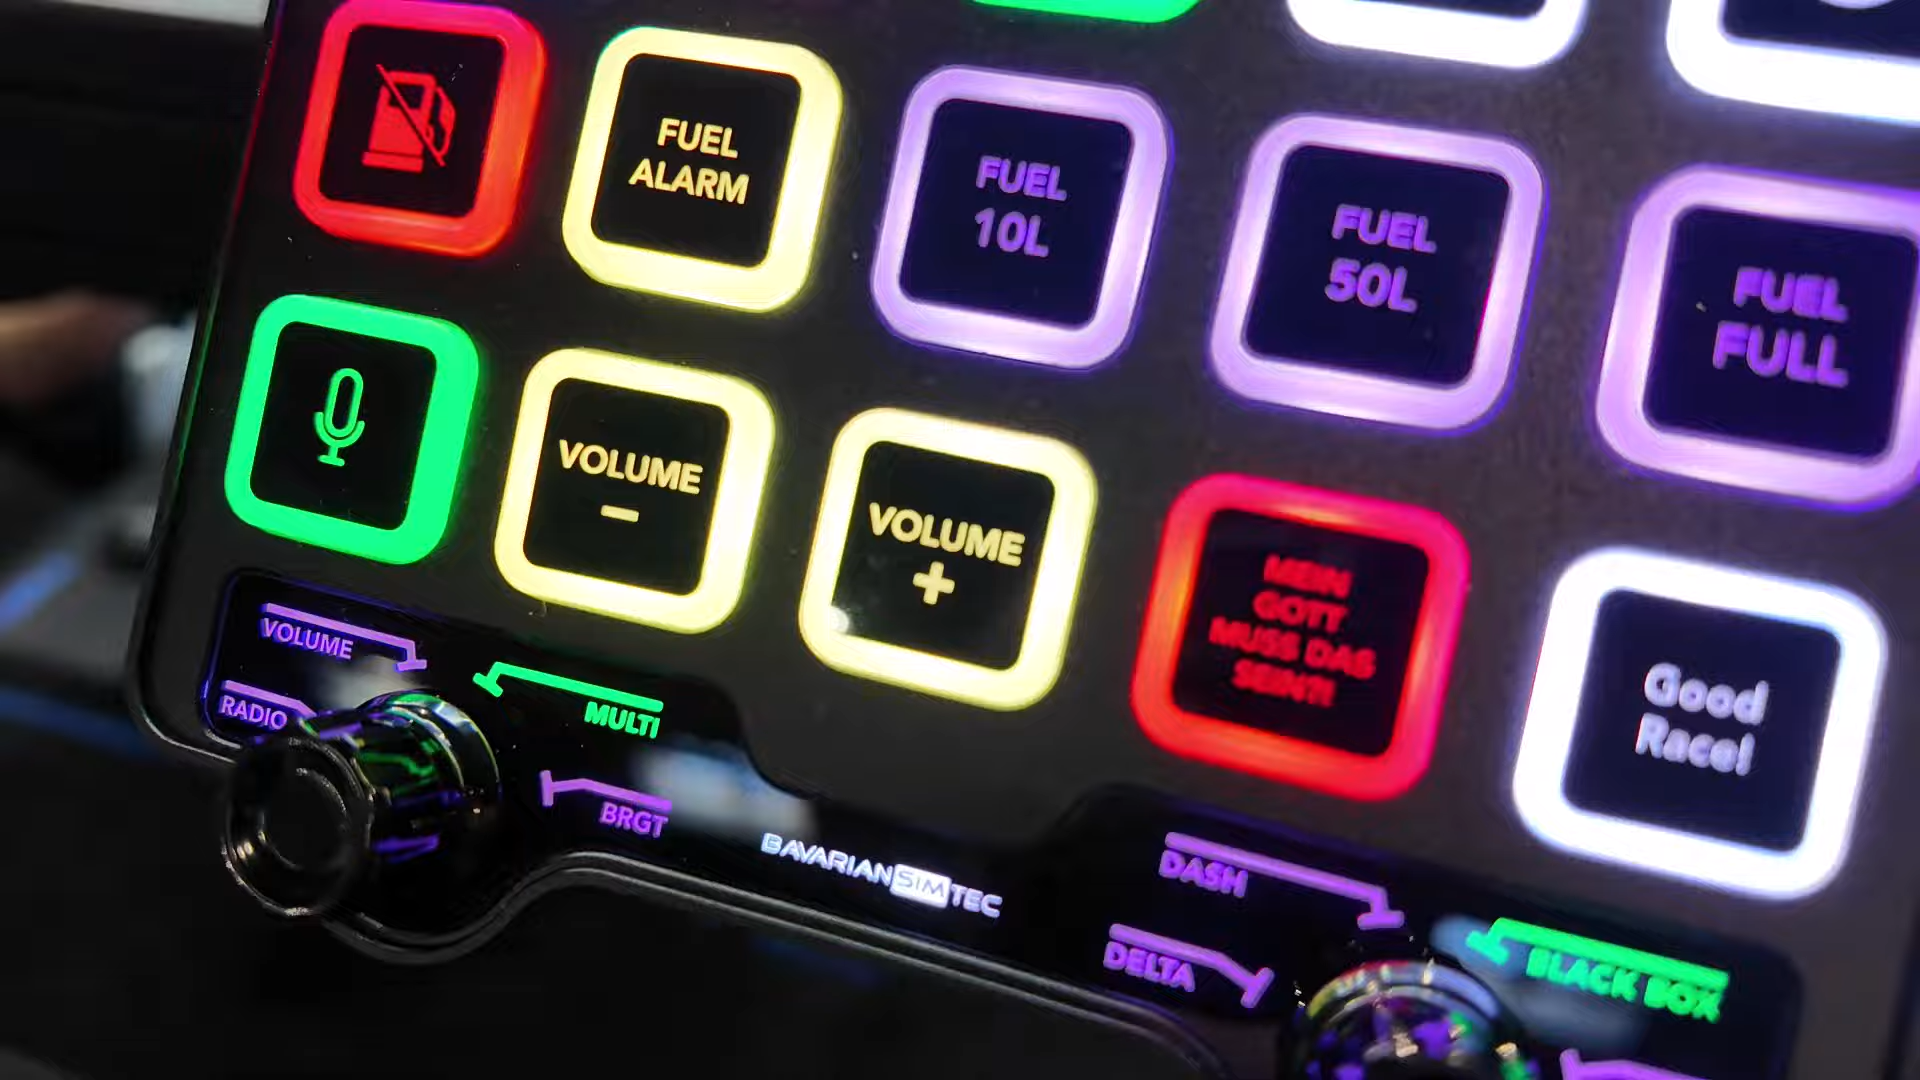 FUEL
ALARM
FUEL
10L
FUEL
50L
FUEL
FULL
VOLUME
-
VOLUME
+
MEIN
GOTT
MUSS DAS
SEIN?!
Good
Race!
VOLUME
RADIO
MULTI
BRGT
BAVARIANSIMTEC
DASH
DELTA
BLACK BOX